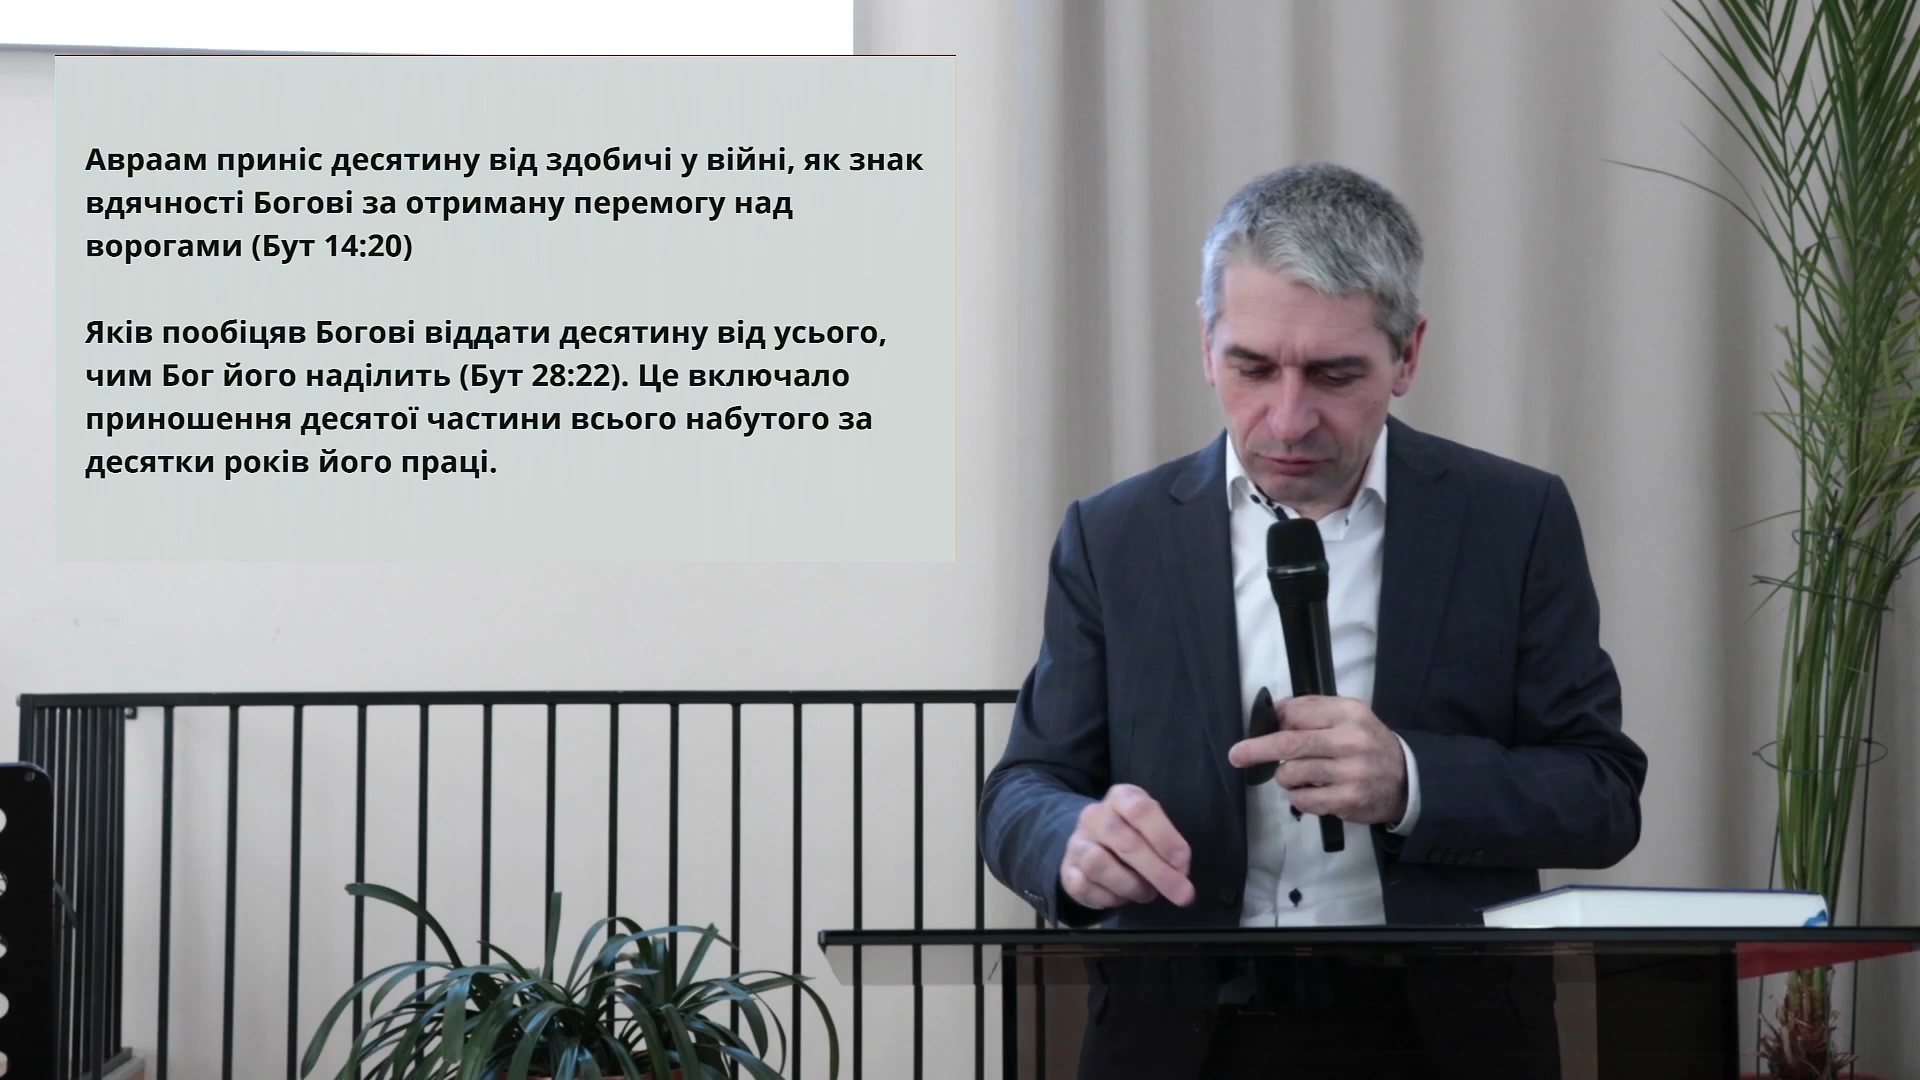 Авраам приніс десятину від здобичі у війні, як знак
вдячності Богові за отриману перемогу над
ворогами (Бут 14:20)
Яків пообіцяв Богові віддати десятину від усього,
чим Бог його наділить (Бут 28:22). Це включало
приношення десятої частини всього набутого за
десятки років його праці.